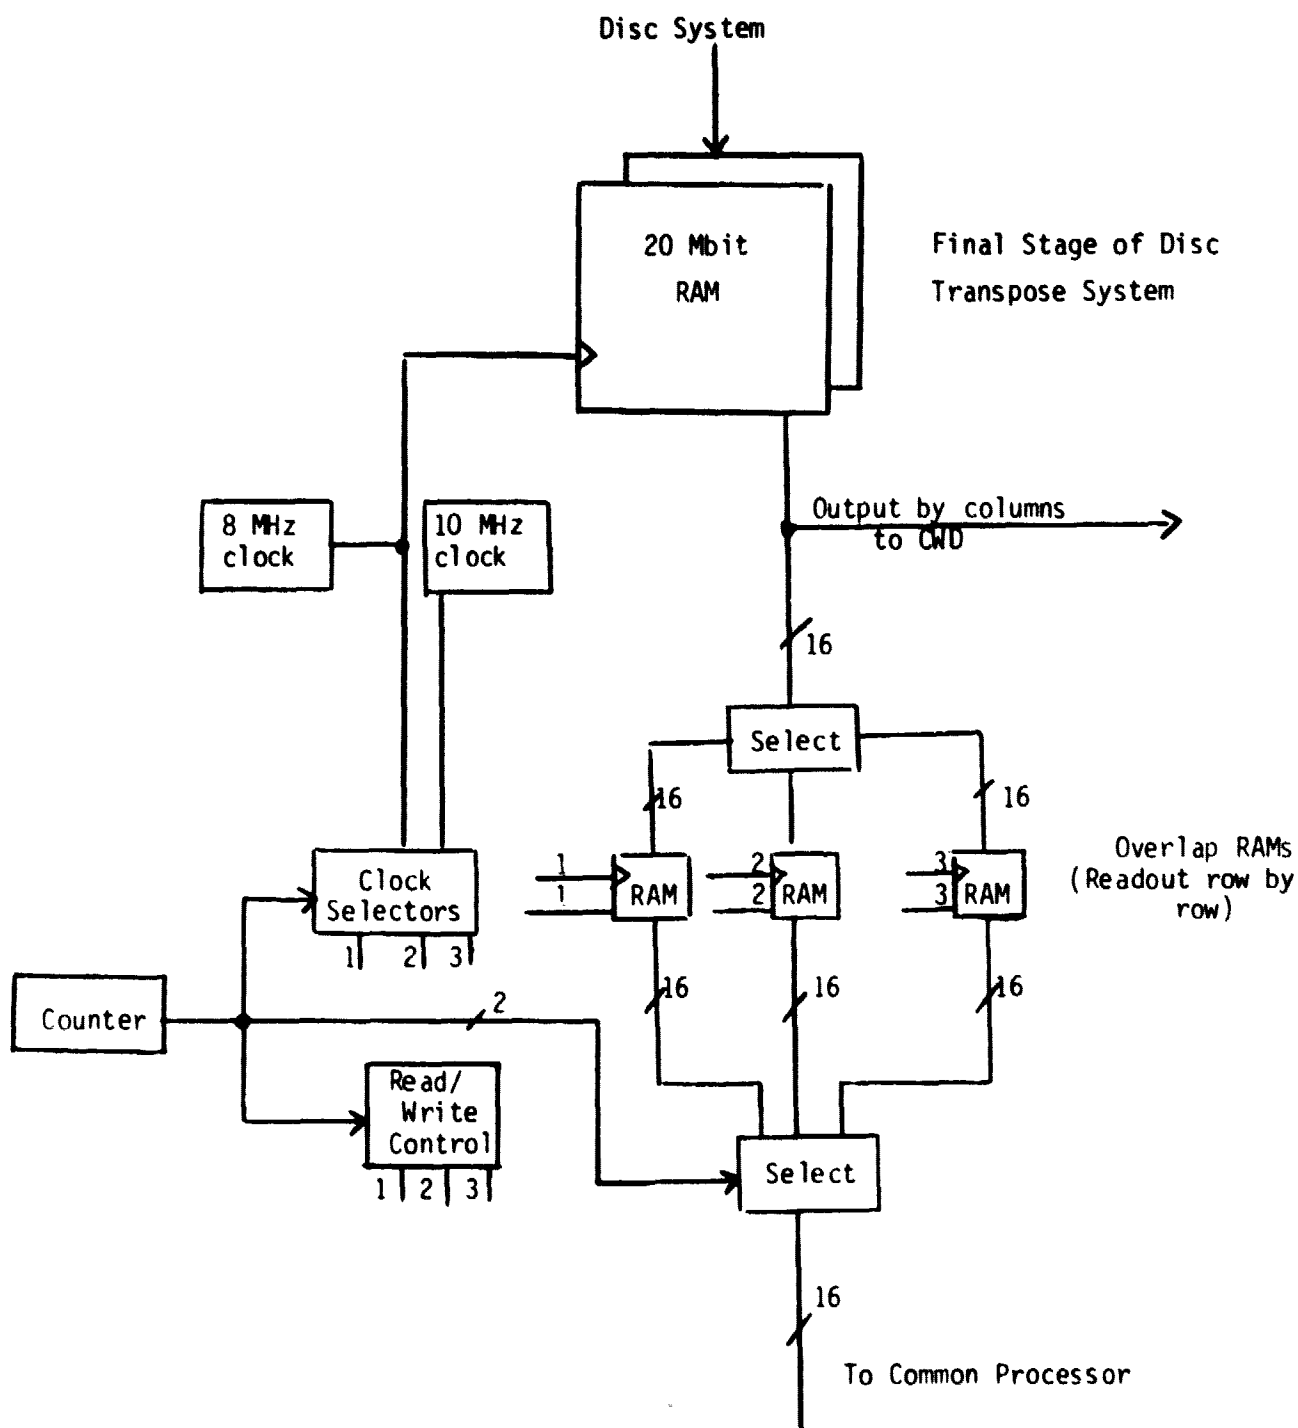 Disc System
20 Mbit
RAM
Final Stage of Disc
Transpose System
8 MHz
clock
10 MHz
clock
Output by columns
to CWD
16
Select
16
16
Clock
Selectors
1 2 3
1
1
RAM
2
2
RAM
3
3
RAM
Overlap RAMs
(Readout row by
row)
16
16
16
Counter
2
Read/
Write
Control
1 2 3
Select
16
To Common Processor